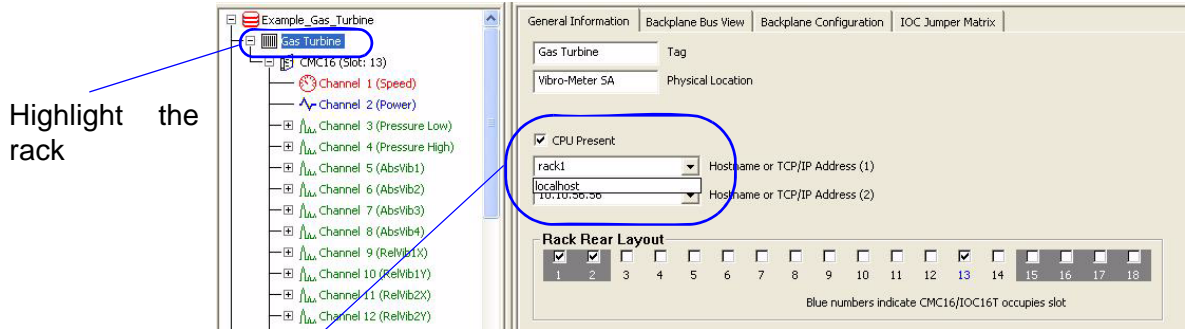 Highlight the
rack
Example_Gas_Turbine
Gas Turbine
CMC16 (Slot: 13)
Channel 1 (Speed)
Channel 2 (Power)
Channel 3 (Pressure Low)
Channel 4 (Pressure High)
Channel 5 (AbsVib1)
Channel 6 (AbsVib2)
Channel 7 (AbsVib3)
Channel 8 (AbsVib4)
Channel 9 (RelVib1X)
Channel 10 (RelVib1Y)
Channel 11 (RelVib2X)
Channel 12 (RelVib2Y)
General Information Backplane Bus View Backplane Configuration IOC Jumper Matrix
Gas Turbine Tag
Vibro-Meter SA Physical Location
CPU Present
rack1 Hostname or TCP/IP Address (1)
localhost
10.10.56.56 Hostname or TCP/IP Address (2)
Rack Rear Layout
1 2 3 4 5 6 7 8 9 10 11 12 13 14 15 16 17 18
Blue numbers indicate CMC16/IOC16T occupies slot